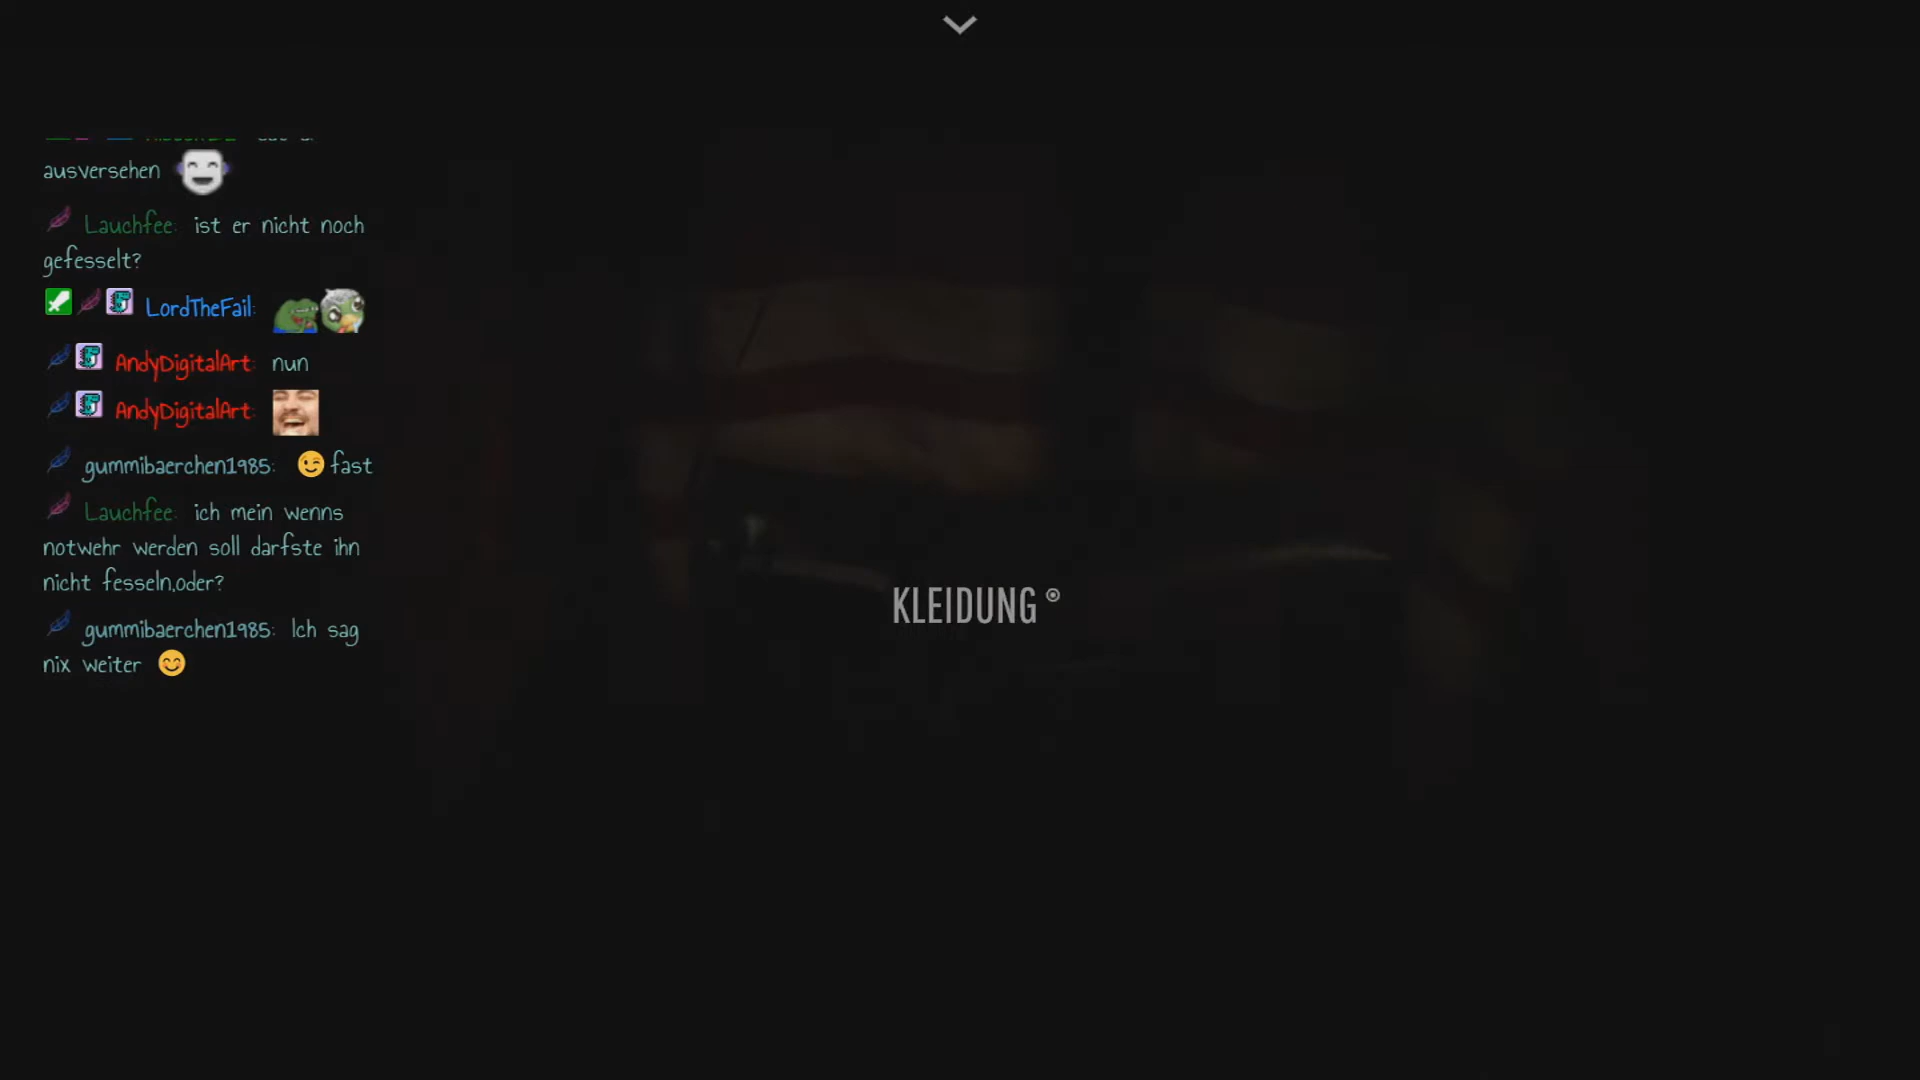 ausversehen
Lauchfee: ist er nicht noch
gefesselt?
LordTheFail:
AndyDigitalArt: nun
AndyDigitalArt:
gummibaerchen1985: fast
Lauchfee: ich mein wenns
notwehr werden soll darfste ihn
nicht fesseln,oder?
gummibaerchen1985: Ich sag
nix weiter
KLEIDUNG